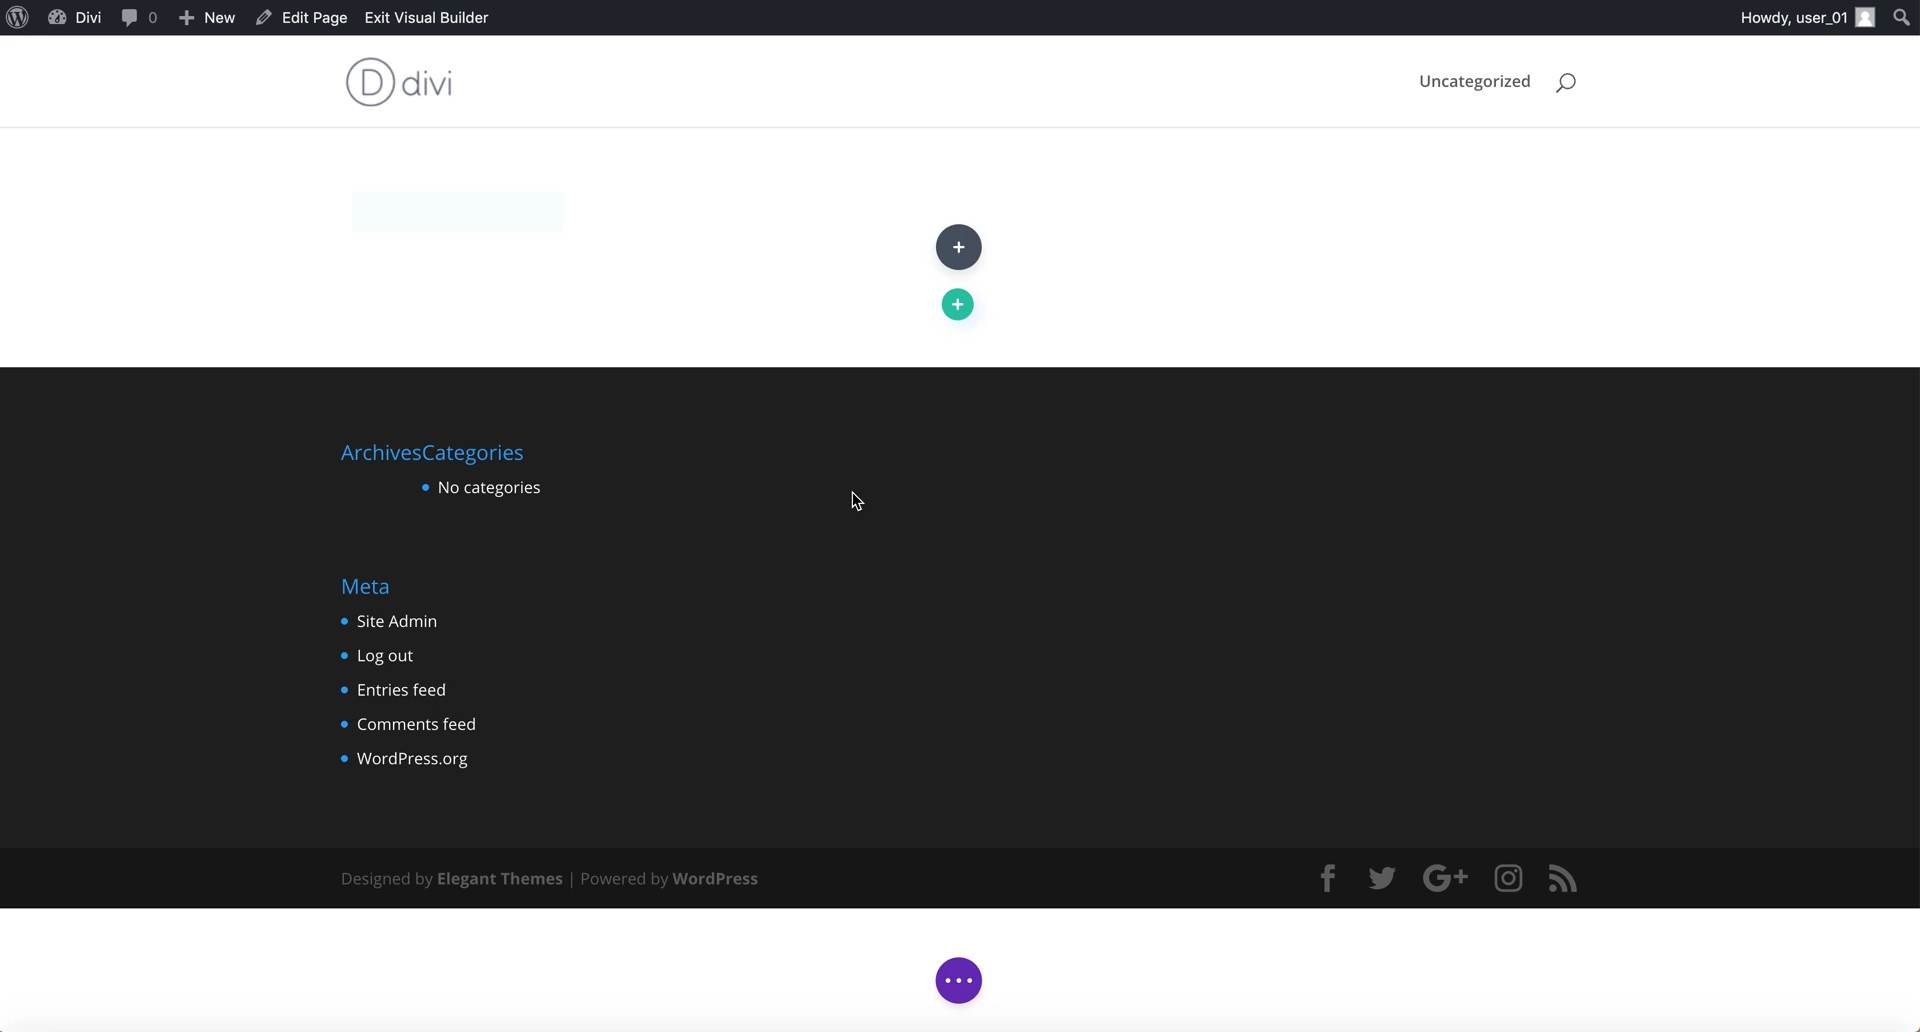 Divi 0 New Edit Page Exit Visual Builder Howdy, user_01
D divi Uncategorized
ArchivesCategories
No categories
Meta
Site Admin
Log out
Entries feed
Comments feed
WordPress.org
Designed by Elegant Themes | Powered by WordPress